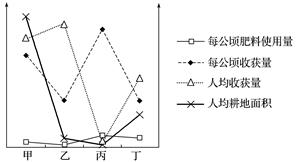 每公顷肥料使用量
每公顷收获量
人均收获量
人均耕地面积
甲 乙 丙 丁